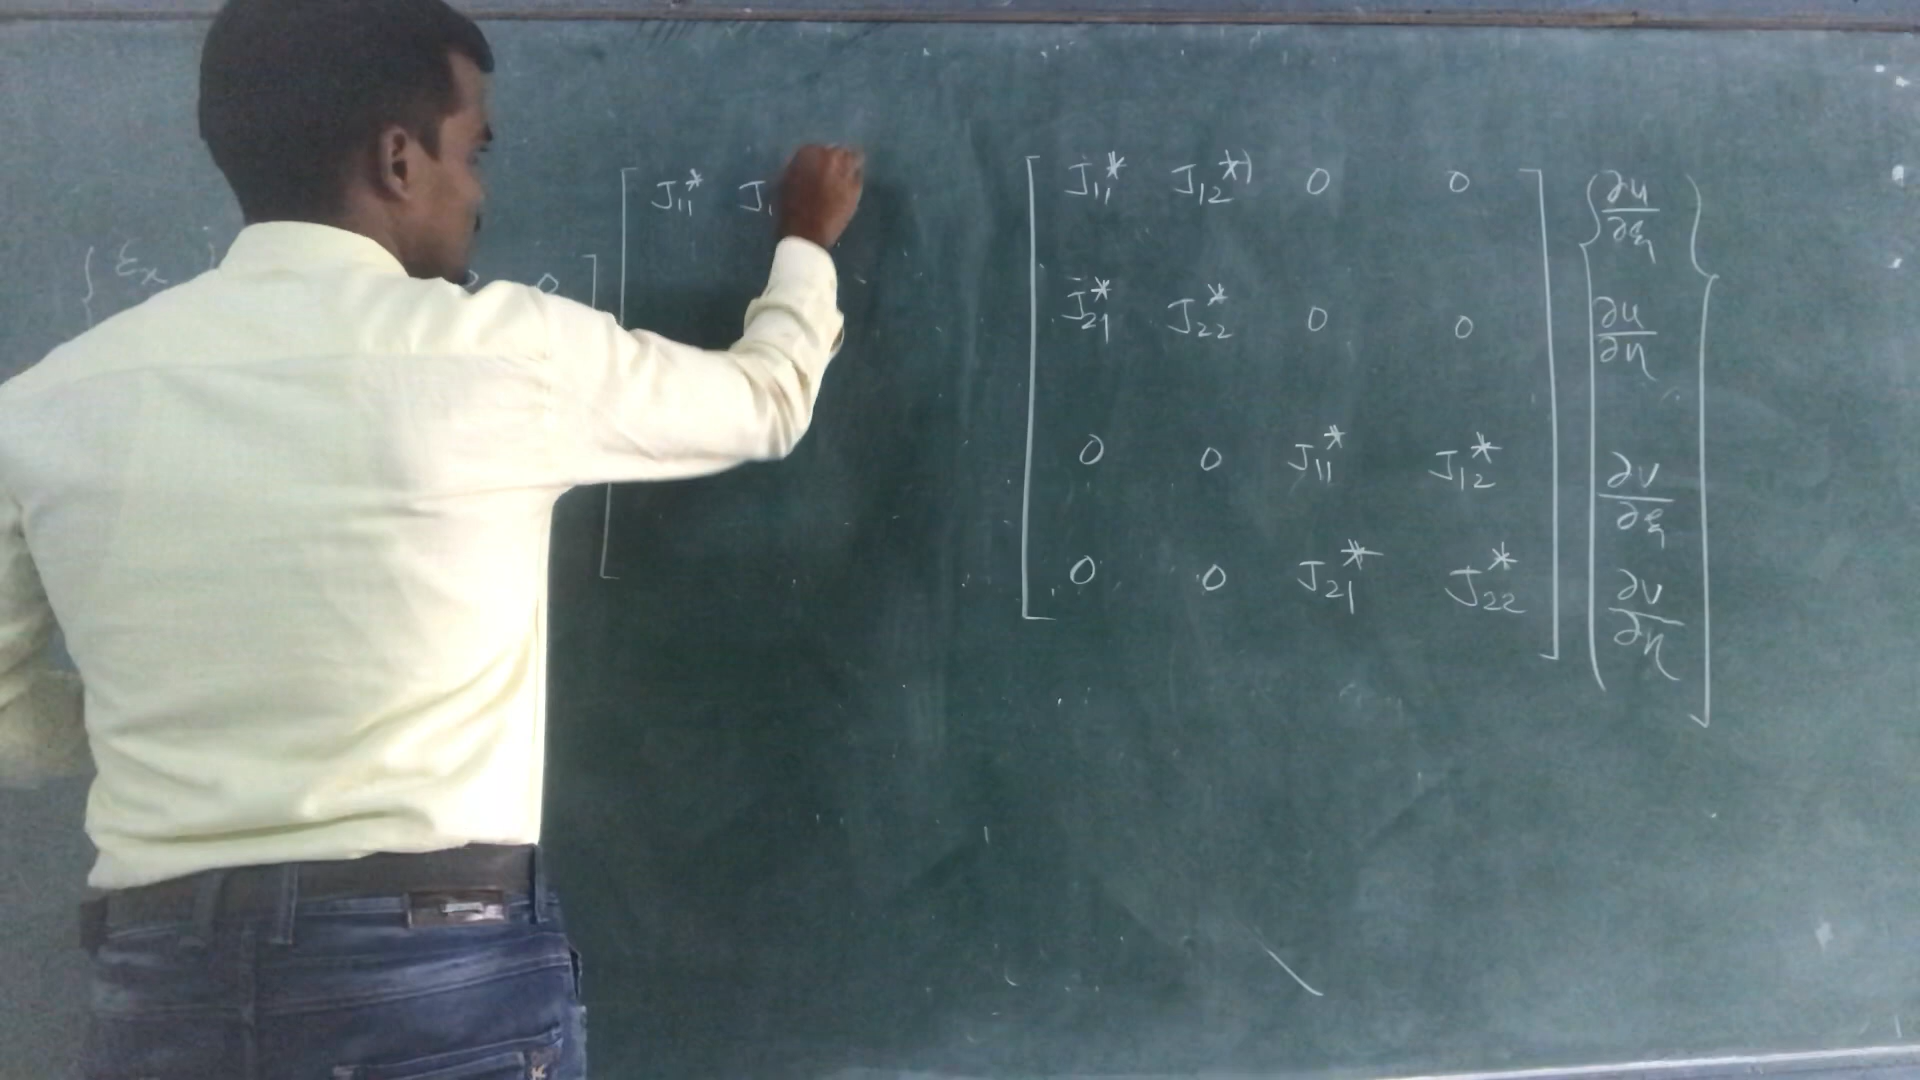 J11* J1
{ εx }
0 ]
[ J11* J12* 0 0 ] { ∂u/∂ξ }
[ J21* J22* 0 0 ] { ∂u/∂η }
[ 0 0 J11* J12* ] { ∂v/∂ξ }
[ 0 0 J21* J22* ] { ∂v/∂η }